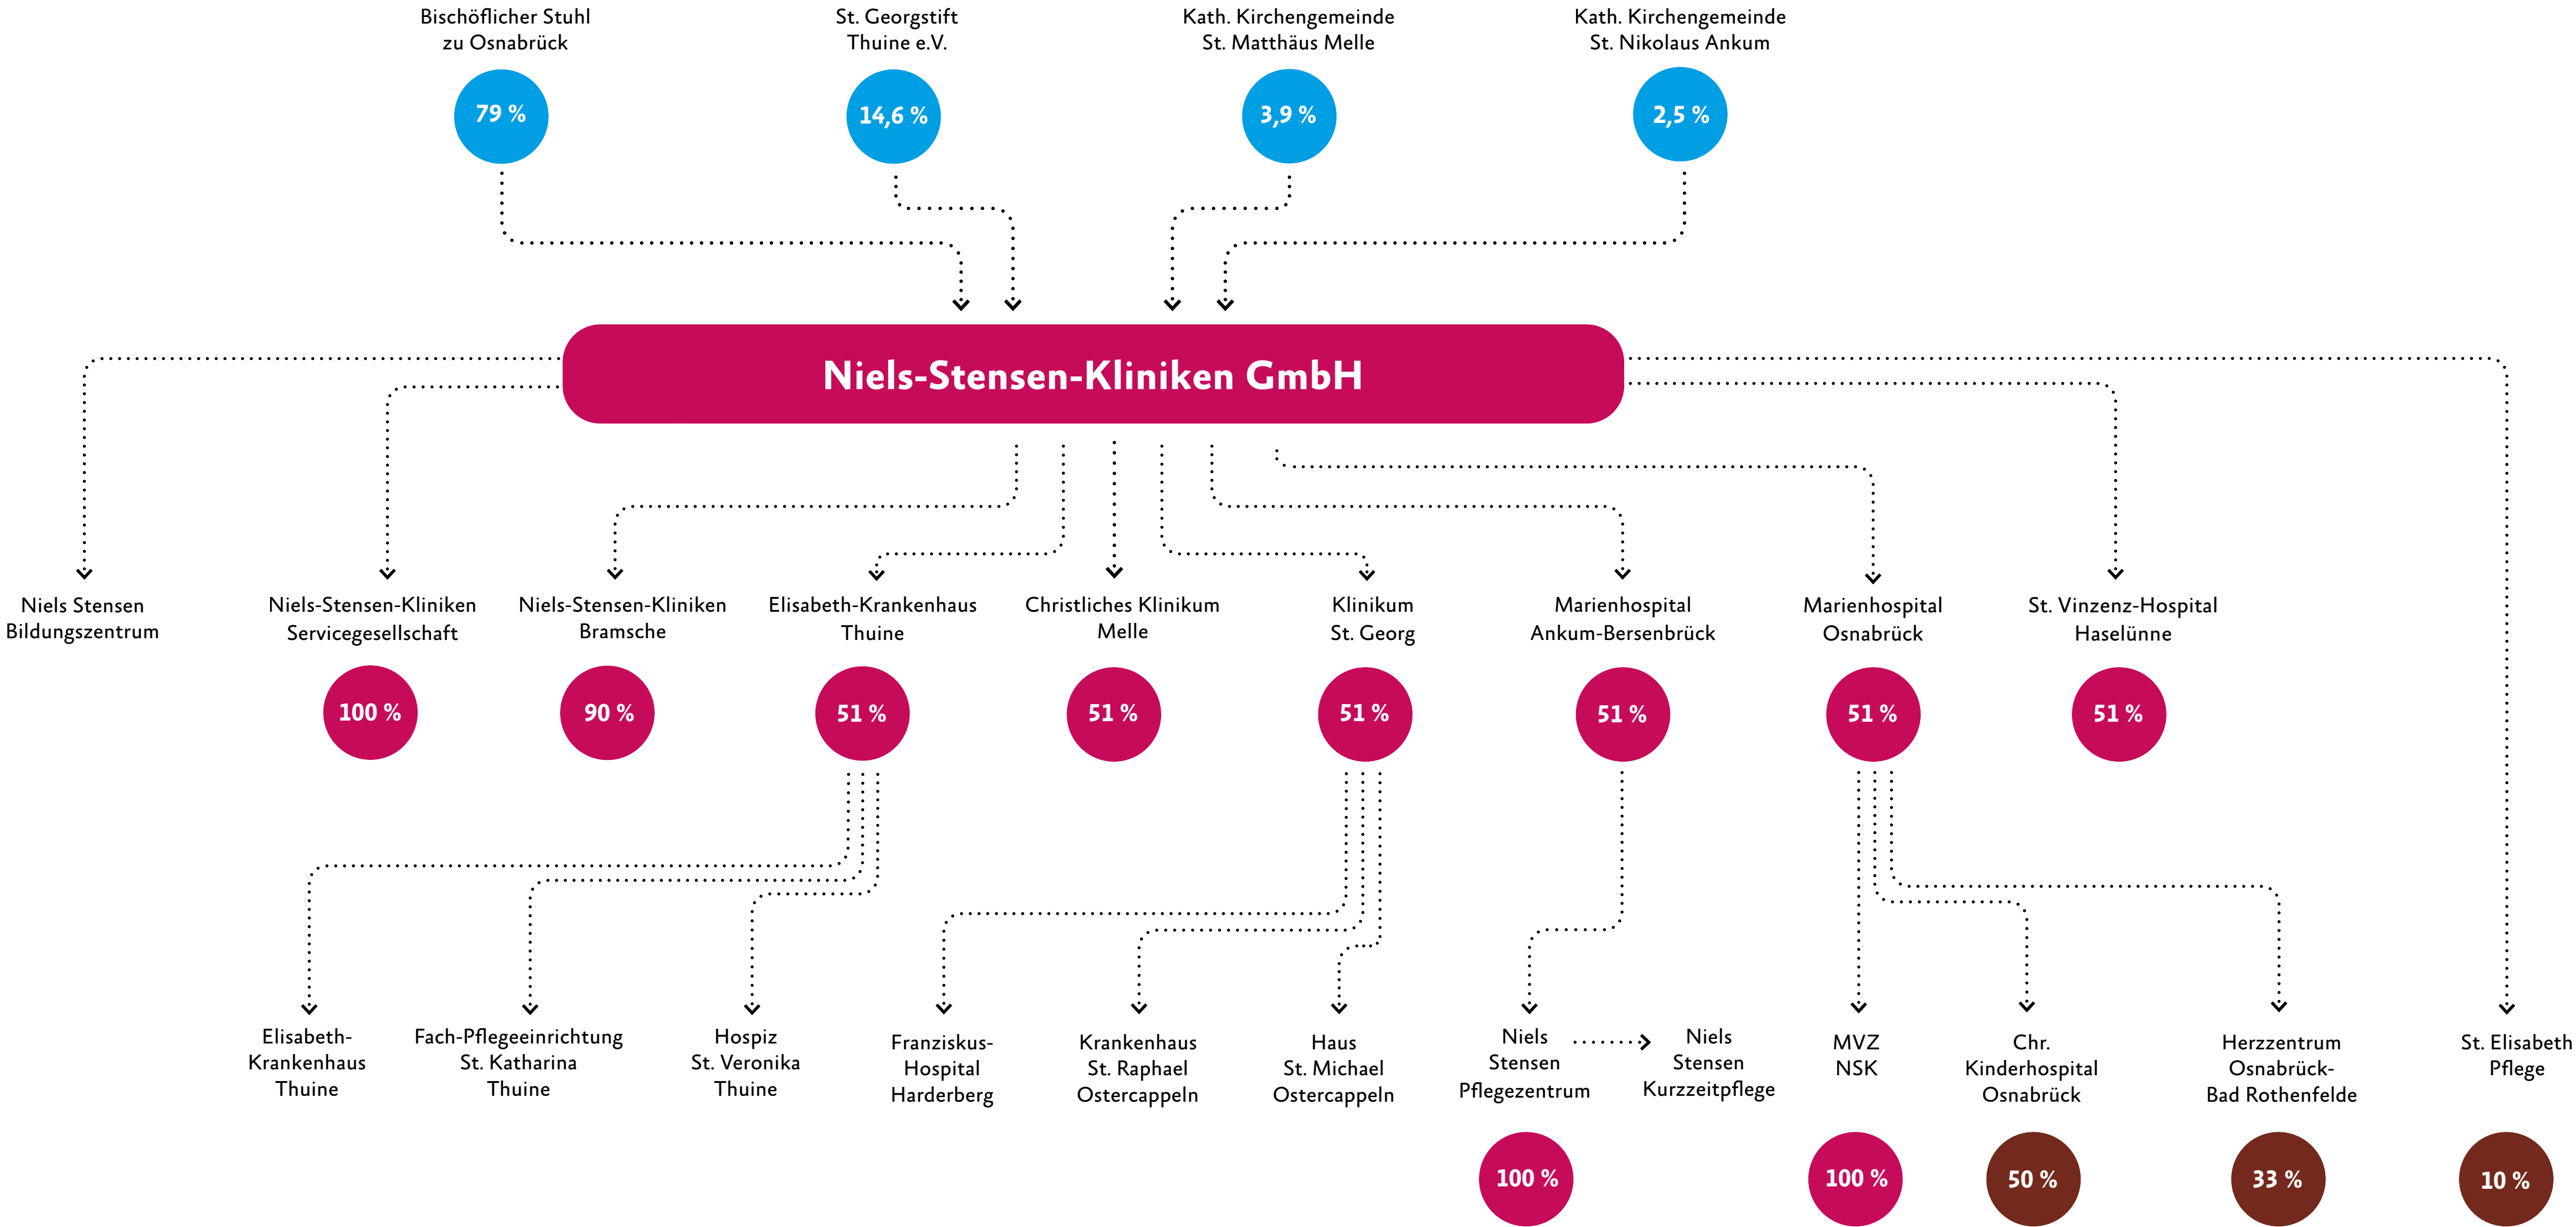 Bischöflicher Stuhl
zu Osnabrück
79 %
St. Georgstift
Thuine e.V.
14,6 %
Kath. Kirchengemeinde
St. Matthäus Melle
3,9 %
Kath. Kirchengemeinde
St. Nikolaus Ankum
2,5 %
Niels-Stensen-Kliniken GmbH
Niels Stensen
Bildungszentrum
Niels-Stensen-Kliniken
Servicegesellschaft
100 %
Niels-Stensen-Kliniken
Bramsche
90 %
Elisabeth-Krankenhaus
Thuine
51 %
Christliches Klinikum
Melle
51 %
Klinikum
St. Georg
51 %
Marienhospital
Ankum-Bersenbrück
51 %
Marienhospital
Osnabrück
51 %
St. Vinzenz-Hospital
Haselünne
51 %
Elisabeth-
Krankenhaus
Thuine
Fach-Pflegeeinrichtung
St. Katharina
Thuine
Hospiz
St. Veronika
Thuine
Franziskus-
Hospital
Harderberg
Krankenhaus
St. Raphael
Ostercappeln
Haus
St. Michael
Ostercappeln
Niels
Stensen
Pflegezentrum
100 %
Niels
Stensen
Kurzzeitpflege
MVZ
NSK
100 %
Chr.
Kinderhospital
Osnabrück
50 %
Herzzentrum
Osnabrück-
Bad Rothenfelde
33 %
St. Elisabeth
Pflege
10 %